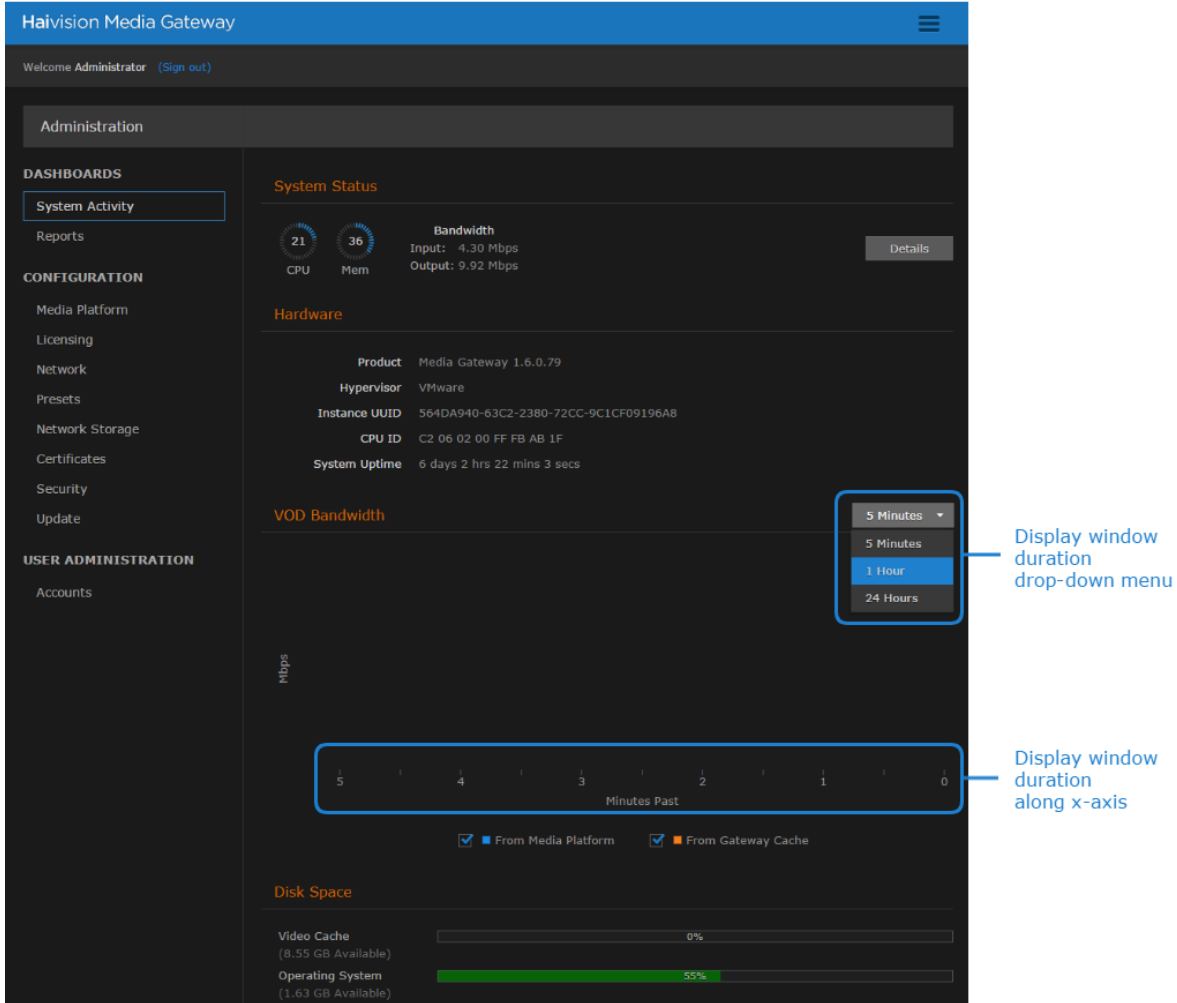 Haivision Media Gateway
Welcome Administrator (Sign out)
Administration
DASHBOARDS
System Activity
Reports
CONFIGURATION
Media Platform
Licensing
Network
Presets
Network Storage
Certificates
Security
Update
USER ADMINISTRATION
Accounts
System Status
21
CPU
36
Mem
Bandwidth
Input: 4.30 Mbps
Output: 9.92 Mbps
Details
Hardware
Product Media Gateway 1.6.0.79
Hypervisor VMware
Instance UUID 564DA940-63C2-2380-72CC-9C1CF09196A8
CPU ID C2 06 02 00 FF FB AB 1F
System Uptime 6 days 2 hrs 22 mins 3 secs
VOD Bandwidth
5 Minutes
5 Minutes
1 Hour
24 Hours
Display window
duration
drop-down menu
Mbps
5 4 3 2 1 0
Minutes Past
Display window
duration
along x-axis
From Media Platform From Gateway Cache
Disk Space
Video Cache 0%
(8.55 GB Available)
Operating System 55%
(1.63 GB Available)